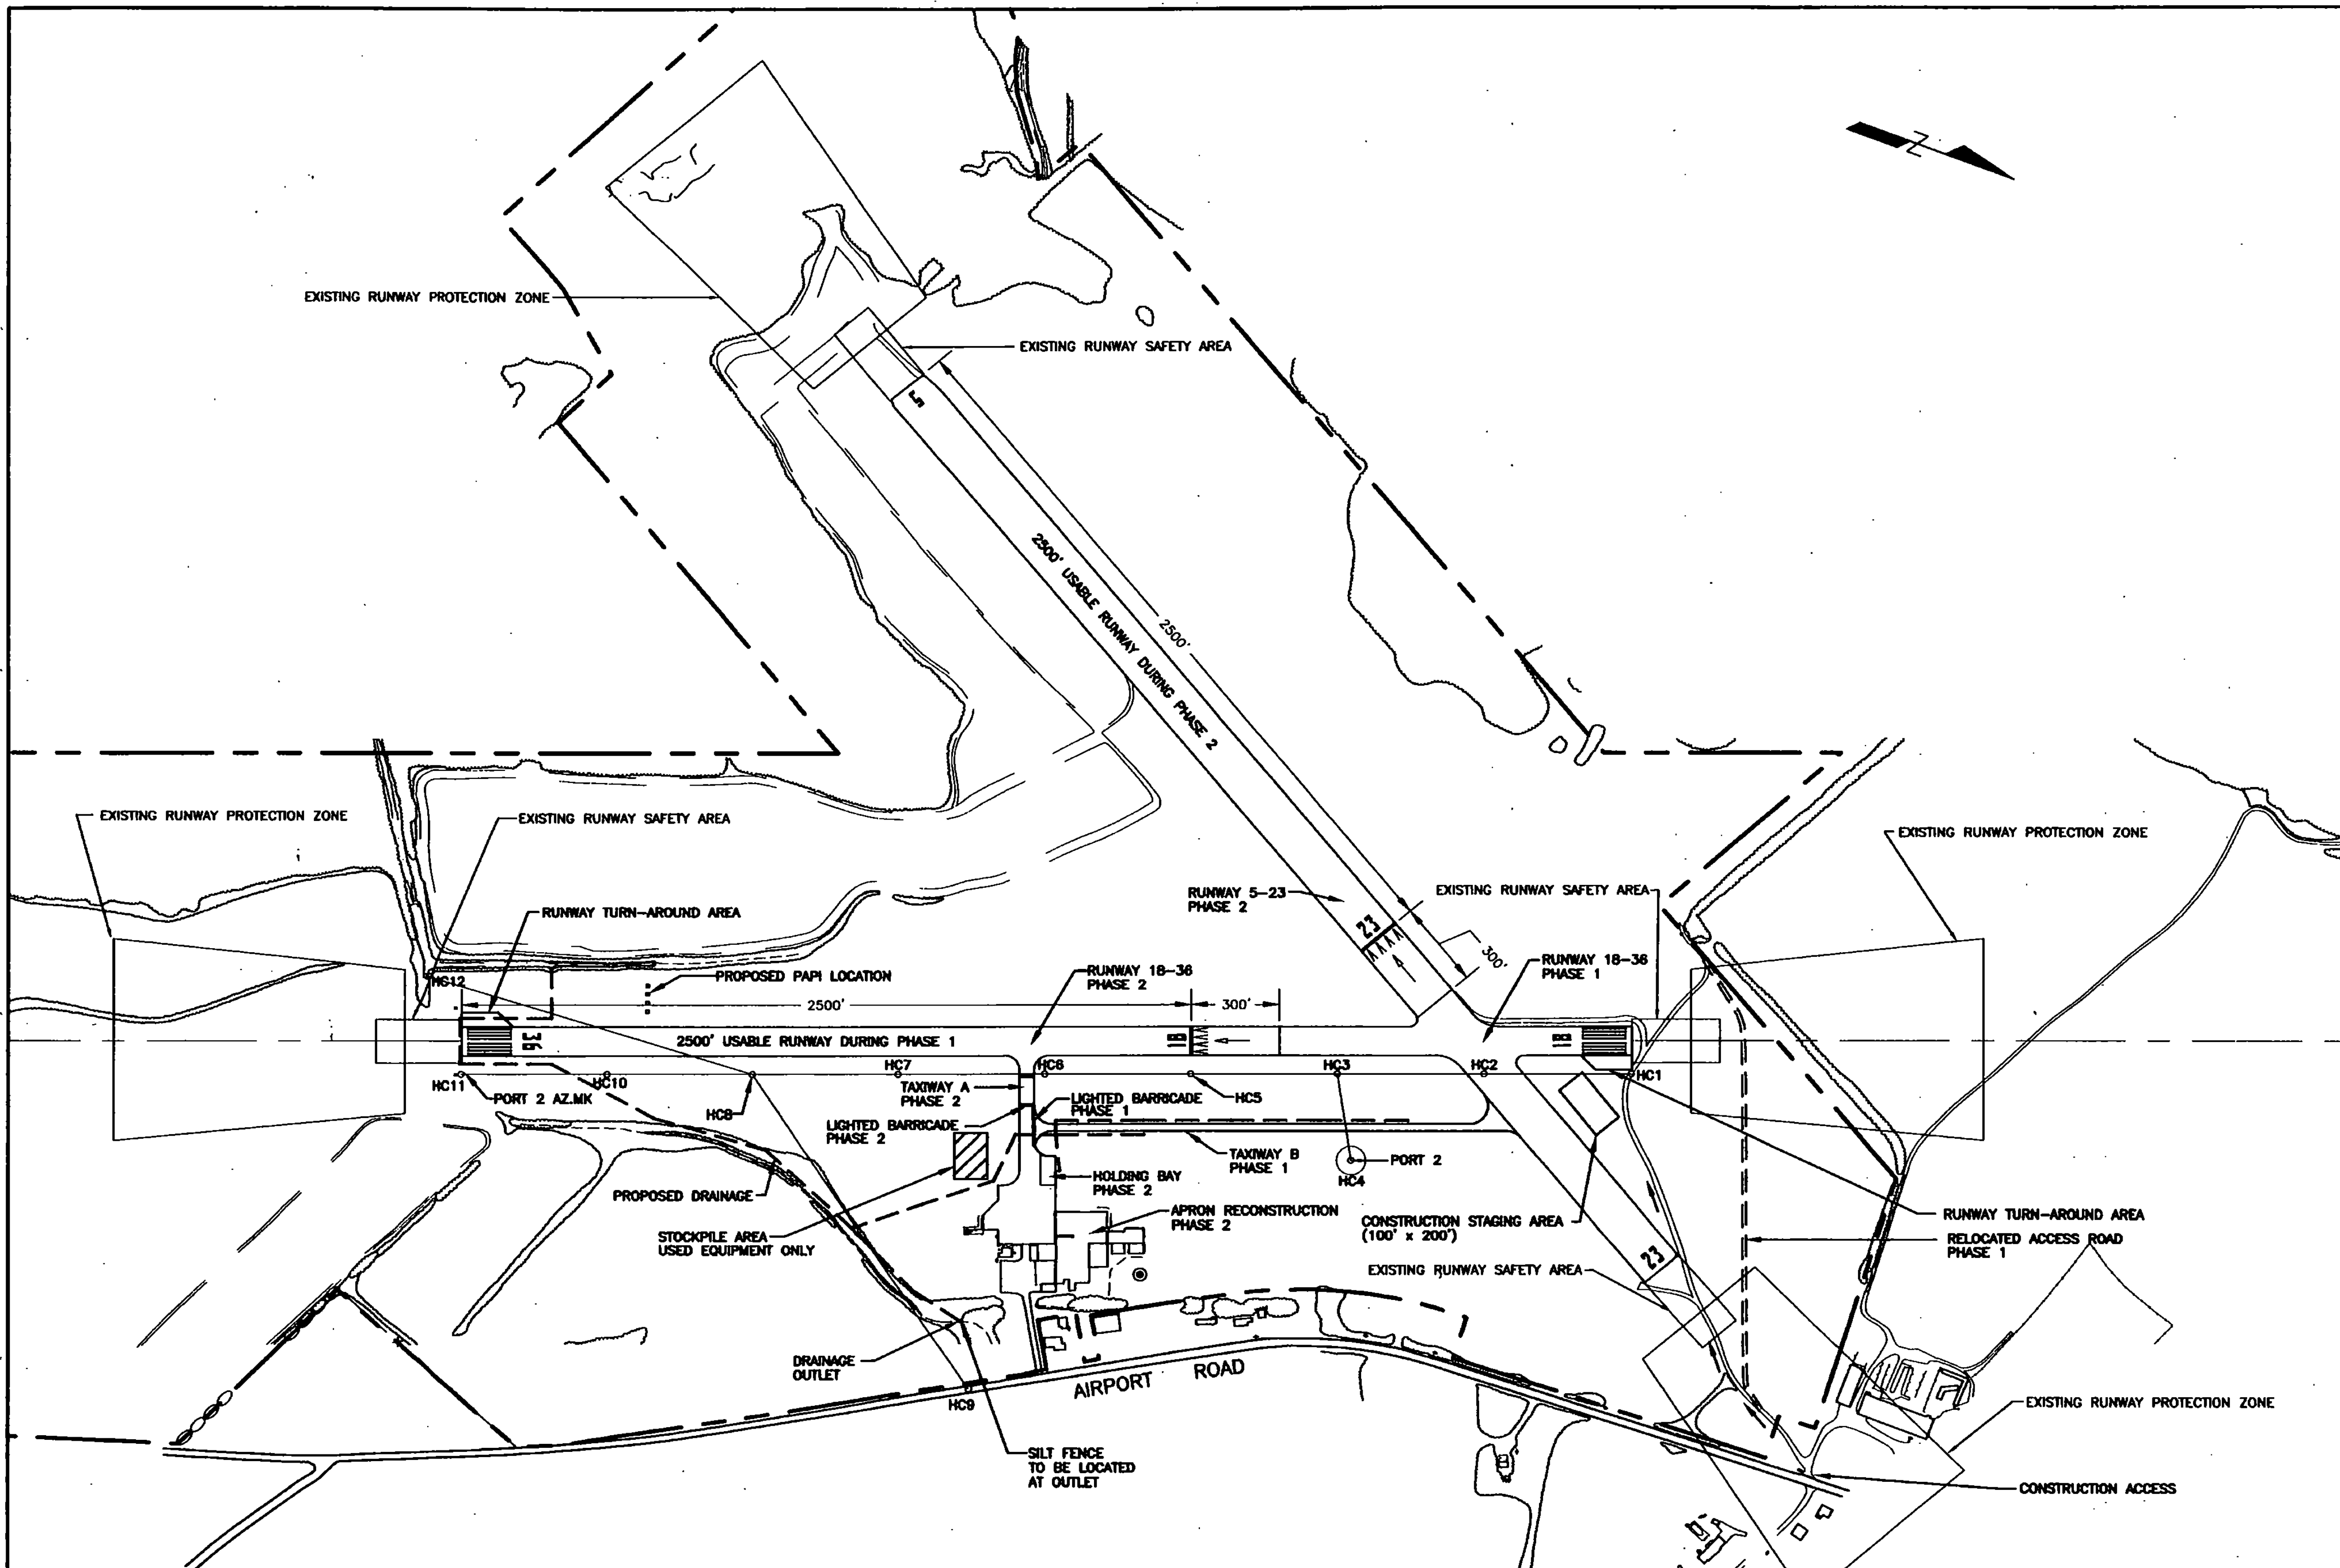 Z
EXISTING RUNWAY PROTECTION ZONE
EXISTING RUNWAY SAFETY AREA
5
2500' USABLE RUNWAY DURING PHASE 2
2500'
EXISTING RUNWAY PROTECTION ZONE
EXISTING RUNWAY SAFETY AREA
EXISTING RUNWAY PROTECTION ZONE
RUNWAY 5-23
PHASE 2
EXISTING RUNWAY SAFETY AREA
RUNWAY TURN-AROUND AREA
23
300'
RUNWAY 18-36
PHASE 1
PROPOSED PAPI LOCATION
RUNWAY 18-36
PHASE 2
HC12
2500'
300'
36
2500' USABLE RUNWAY DURING PHASE 1
18
18
HC11
HC10
HC7
HC6
HC3
HC2
HC1
PORT 2 AZ.MK
HC8
TAXIWAY A
PHASE 2
LIGHTED BARRICADE
PHASE 1
HC5
LIGHTED BARRICADE
PHASE 2
TAXIWAY B
PHASE 1
PORT 2
HC4
HOLDING BAY
PHASE 2
PROPOSED DRAINAGE
APRON RECONSTRUCTION
PHASE 2
CONSTRUCTION STAGING AREA
(100' x 200')
RUNWAY TURN-AROUND AREA
STOCKPILE AREA
USED EQUIPMENT ONLY
RELOCATED ACCESS ROAD
PHASE 1
23
EXISTING RUNWAY SAFETY AREA
DRAINAGE
OUTLET
AIRPORT ROAD
HC9
EXISTING RUNWAY PROTECTION ZONE
SILT FENCE
TO BE LOCATED
AT OUTLET
CONSTRUCTION ACCESS